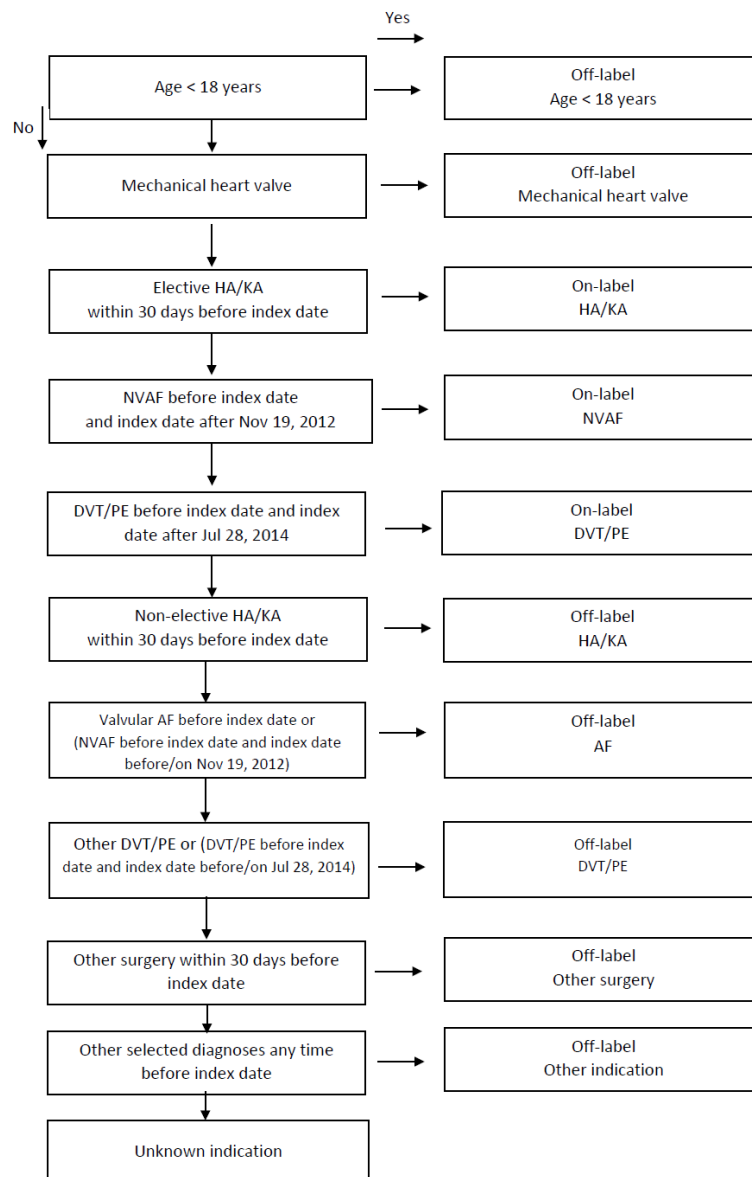 Yes
Age < 18 years
Off-label
Age < 18 years
No
Mechanical heart valve
Off-label
Mechanical heart valve
Elective HA/KA
within 30 days before index date
On-label
HA/KA
NVAF before index date
and index date after Nov 19, 2012
On-label
NVAF
DVT/PE before index date and index
date after Jul 28, 2014
On-label
DVT/PE
Non-elective HA/KA
within 30 days before index date
Off-label
HA/KA
Valvular AF before index date or
(NVAF before index date and index date
before/on Nov 19, 2012)
Off-label
AF
Other DVT/PE or (DVT/PE before index
date and index date before/on Jul 28, 2014)
Off-label
DVT/PE
Other surgery within 30 days before
index date
Off-label
Other surgery
Other selected diagnoses any time
before index date
Off-label
Other indication
Unknown indication